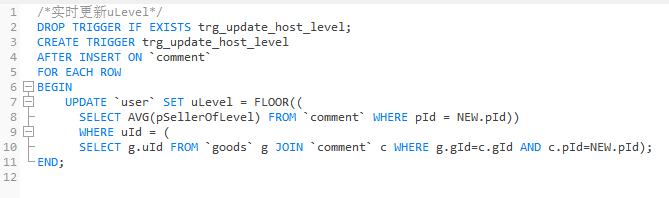 1 /*实时更新uLevel*/
2 DROP TRIGGER IF EXISTS trg_update_host_level;
3 CREATE TRIGGER trg_update_host_level
4 AFTER INSERT ON `comment`
5 FOR EACH ROW
6 BEGIN
7 UPDATE `user` SET uLevel = FLOOR((
8 SELECT AVG(pSellerOfLevel) FROM `comment` WHERE pId = NEW.pId))
9 WHERE uId = (
10 SELECT g.uId FROM `goods` g JOIN `comment` c WHERE g.gId=c.gId AND c.pId=NEW.pId);
11 END;
12